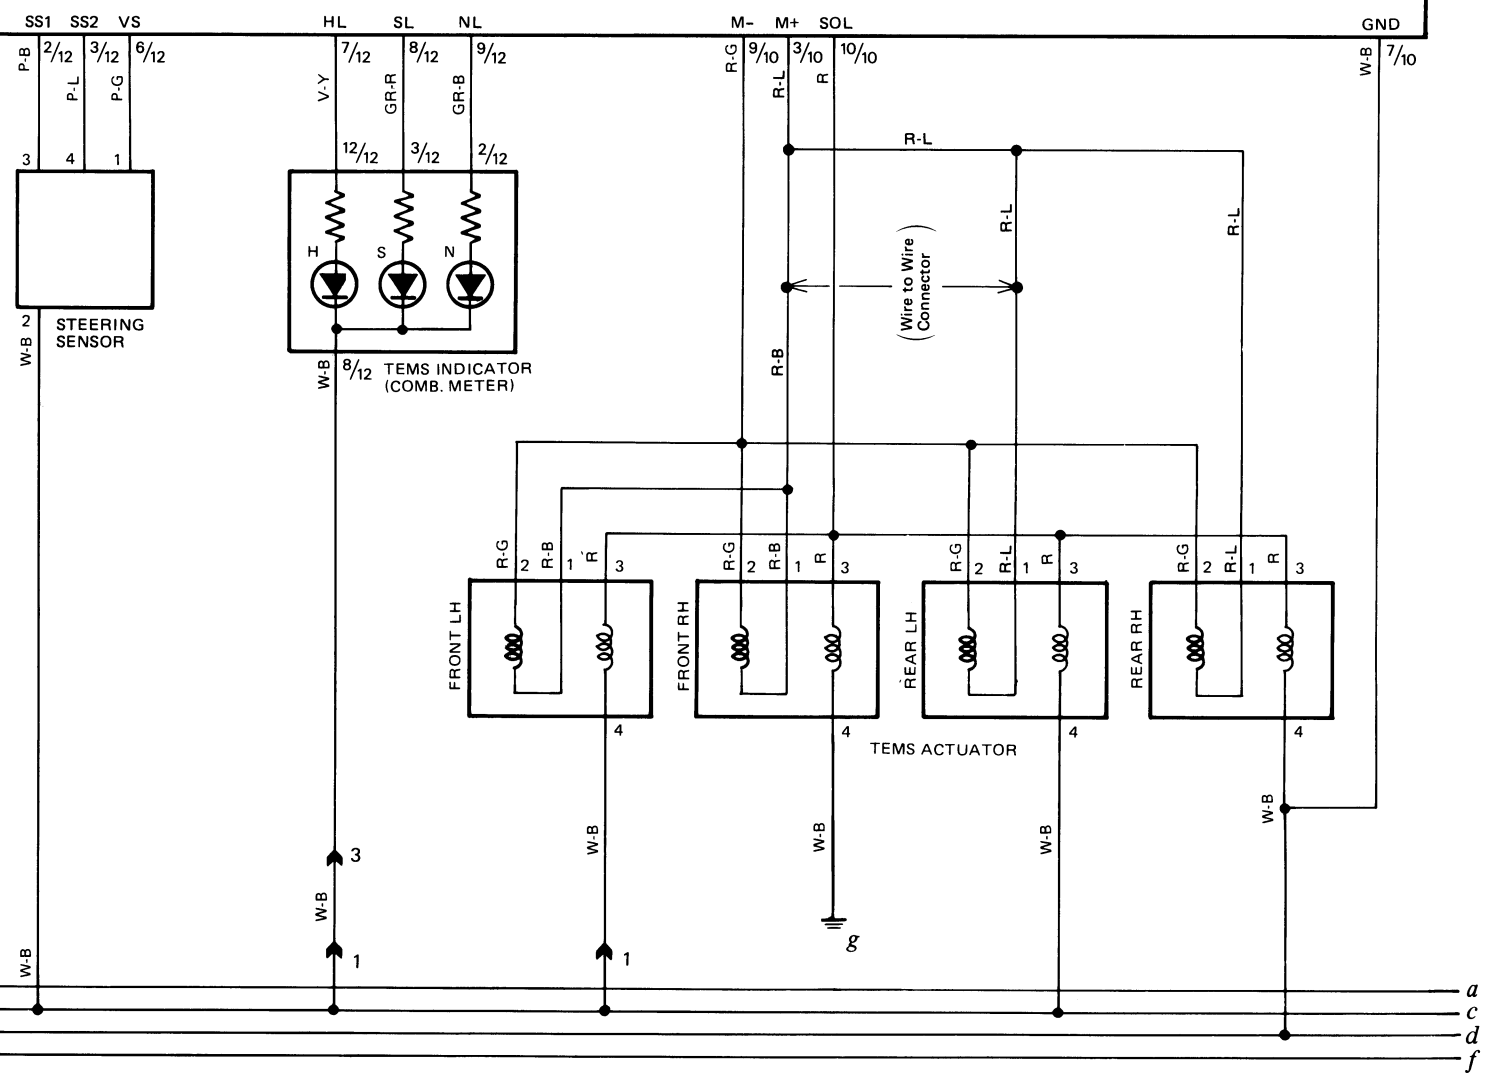 SS1 SS2 VS HL SL NL M- M+ SOL GND
P-B 2/12 P-L 3/12 P-G 6/12 V-Y 7/12 GR-R 8/12 GR-B 9/12 R-G 9/10 R-L 3/10 R 10/10 W-B 7/10
3 4 1 12/12 3/12 2/12
R-L
R-L R-L
H S N
(Wire to Wire
Connector)
2 STEERING
SENSOR
W-B
W-B 8/12 TEMS INDICATOR
(COMB. METER)
R-B
R-G 2 R-B 1 R 3 R-G 2 R-B 1 R 3 R-G 2 R-L 1 R 3 R-G 2 R-L 1 R 3
FRONT LH FRONT RH REAR LH REAR RH
4 4 4 4
TEMS ACTUATOR
W-B W-B W-B W-B
3
W-B
g
W-B 1 1
a
c
d
f